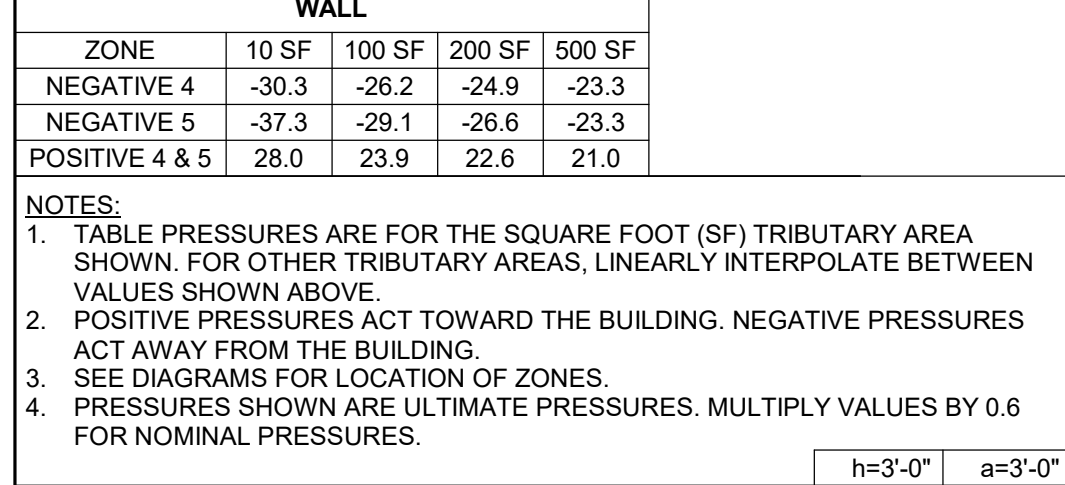 WALL
ZONE 10 SF 100 SF 200 SF 500 SF
NEGATIVE 4 -30.3 -26.2 -24.9 -23.3
NEGATIVE 5 -37.3 -29.1 -26.6 -23.3
POSITIVE 4 & 5 28.0 23.9 22.6 21.0
NOTES:
1. TABLE PRESSURES ARE FOR THE SQUARE FOOT (SF) TRIBUTARY AREA
SHOWN. FOR OTHER TRIBUTARY AREAS, LINEARLY INTERPOLATE BETWEEN
VALUES SHOWN ABOVE.
2. POSITIVE PRESSURES ACT TOWARD THE BUILDING. NEGATIVE PRESSURES
ACT AWAY FROM THE BUILDING.
3. SEE DIAGRAMS FOR LOCATION OF ZONES.
4. PRESSURES SHOWN ARE ULTIMATE PRESSURES. MULTIPLY VALUES BY 0.6
FOR NOMINAL PRESSURES.
h=3'-0" a=3'-0"